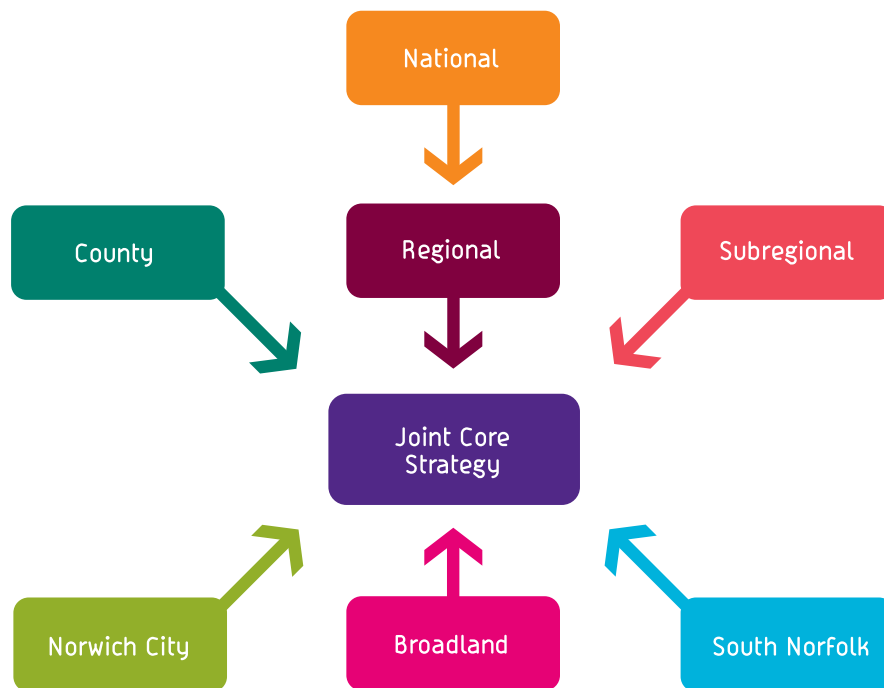 National
County
Regional
Subregional
Joint Core
Strategy
Norwich City
Broadland
South Norfolk